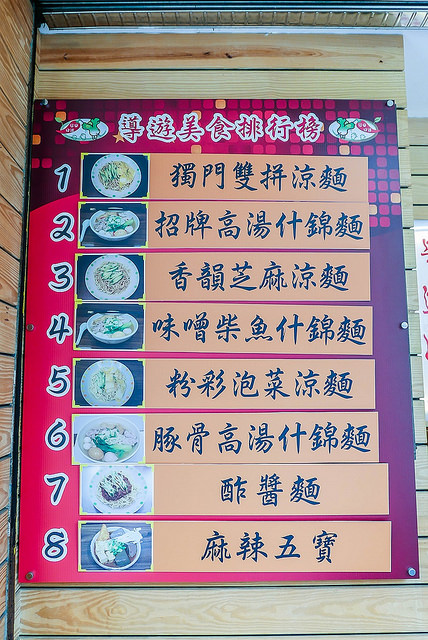 導遊美食排行榜
1 獨門雙拼涼麵
2 招牌高湯什錦麵
3 香韻芝麻涼麵
4 味噌柴魚什錦麵
5 粉彩泡菜涼麵
6 豚骨高湯什錦麵
7 酢醬麵
8 麻辣五寶